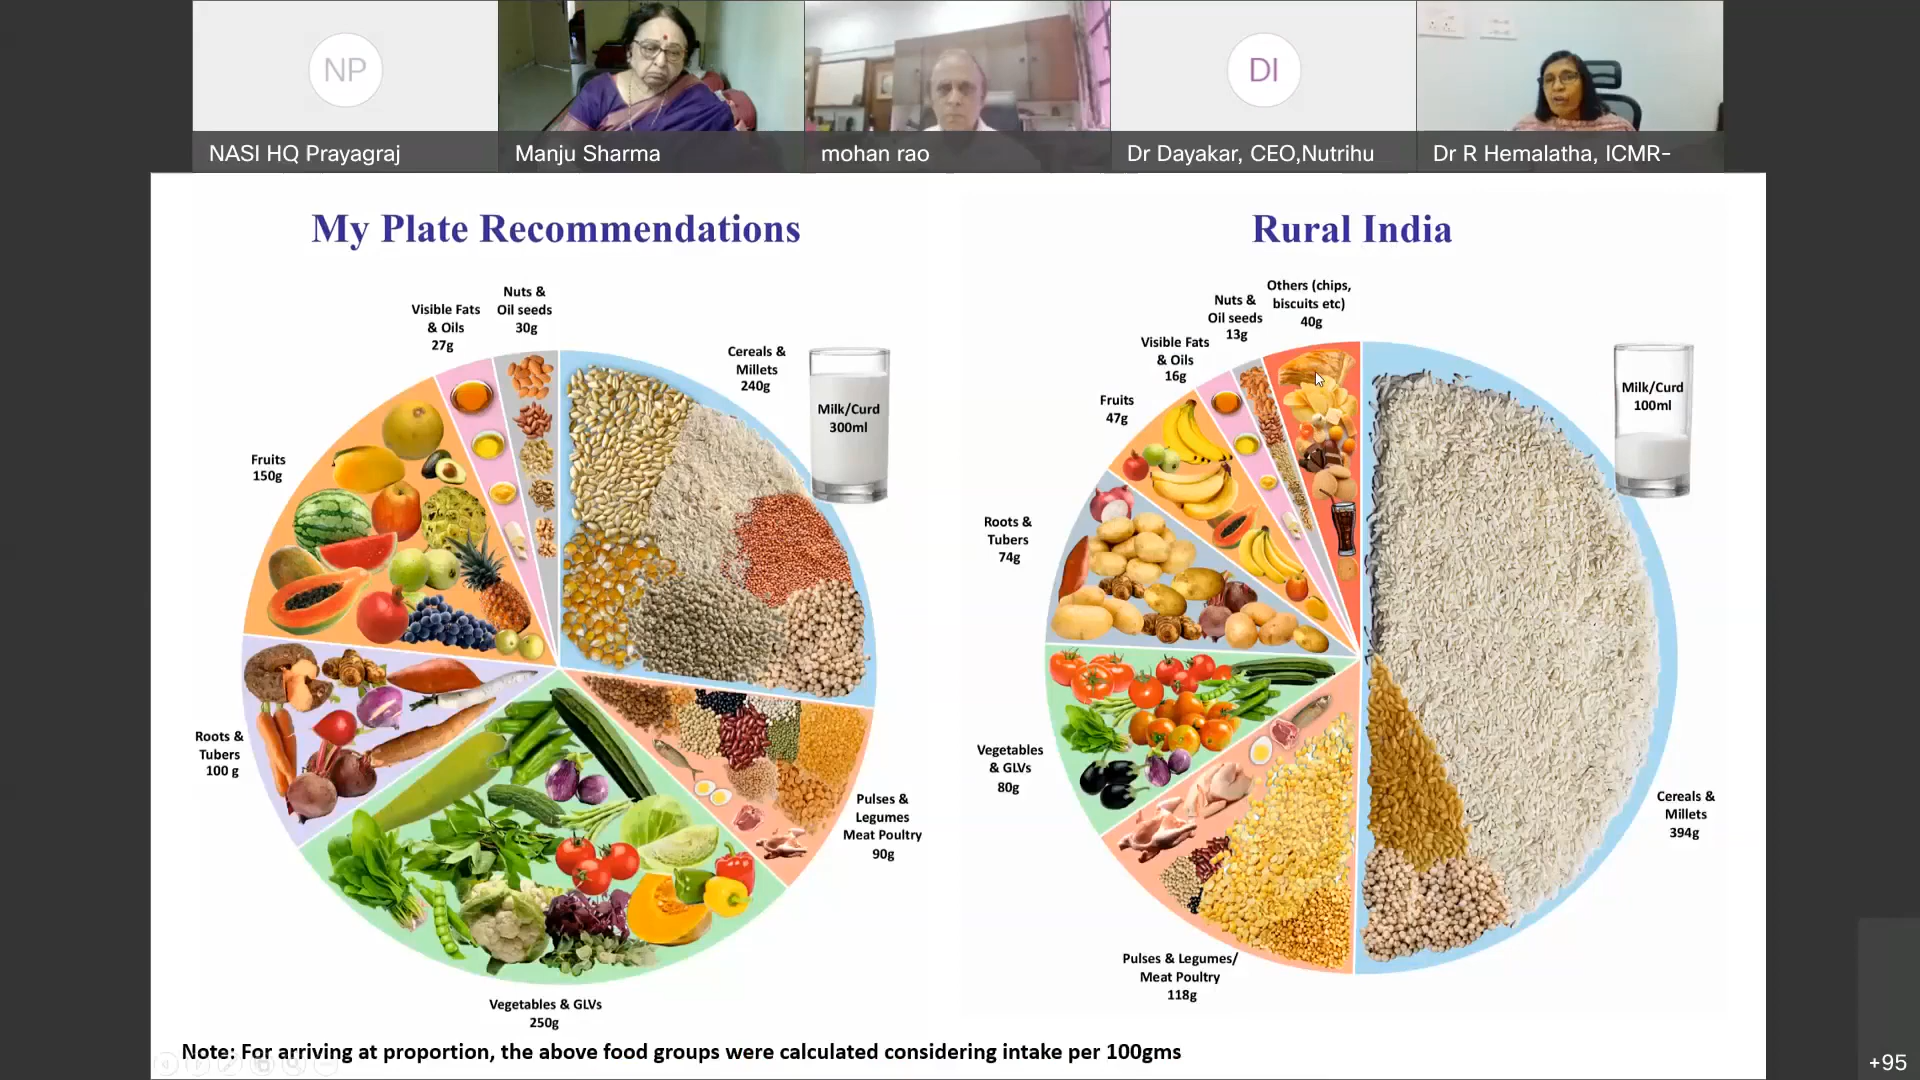 NP
DI
NASI HQ Prayagraj
Manju Sharma
mohan rao
Dr Dayakar, CEO,Nutrihu
Dr R Hemalatha, ICMR-
My Plate Recommendations
Nuts &
Oil seeds
30g
Visible Fats
& Oils
27g
Cereals &
Millets
240g
Milk/Curd
300ml
Fruits
150g
Roots &
Tubers
100 g
Pulses &
Legumes
Meat Poultry
90g
Vegetables & GLVs
250g
Rural India
Others (chips,
biscuits etc)
40g
Nuts &
Oil seeds
13g
Visible Fats
& Oils
16g
Fruits
47g
Milk/Curd
100ml
Roots &
Tubers
74g
Vegetables
& GLVs
80g
Cereals &
Millets
394g
Pulses & Legumes/
Meat Poultry
118g
Note: For arriving at proportion, the above food groups were calculated considering intake per 100gms
+95